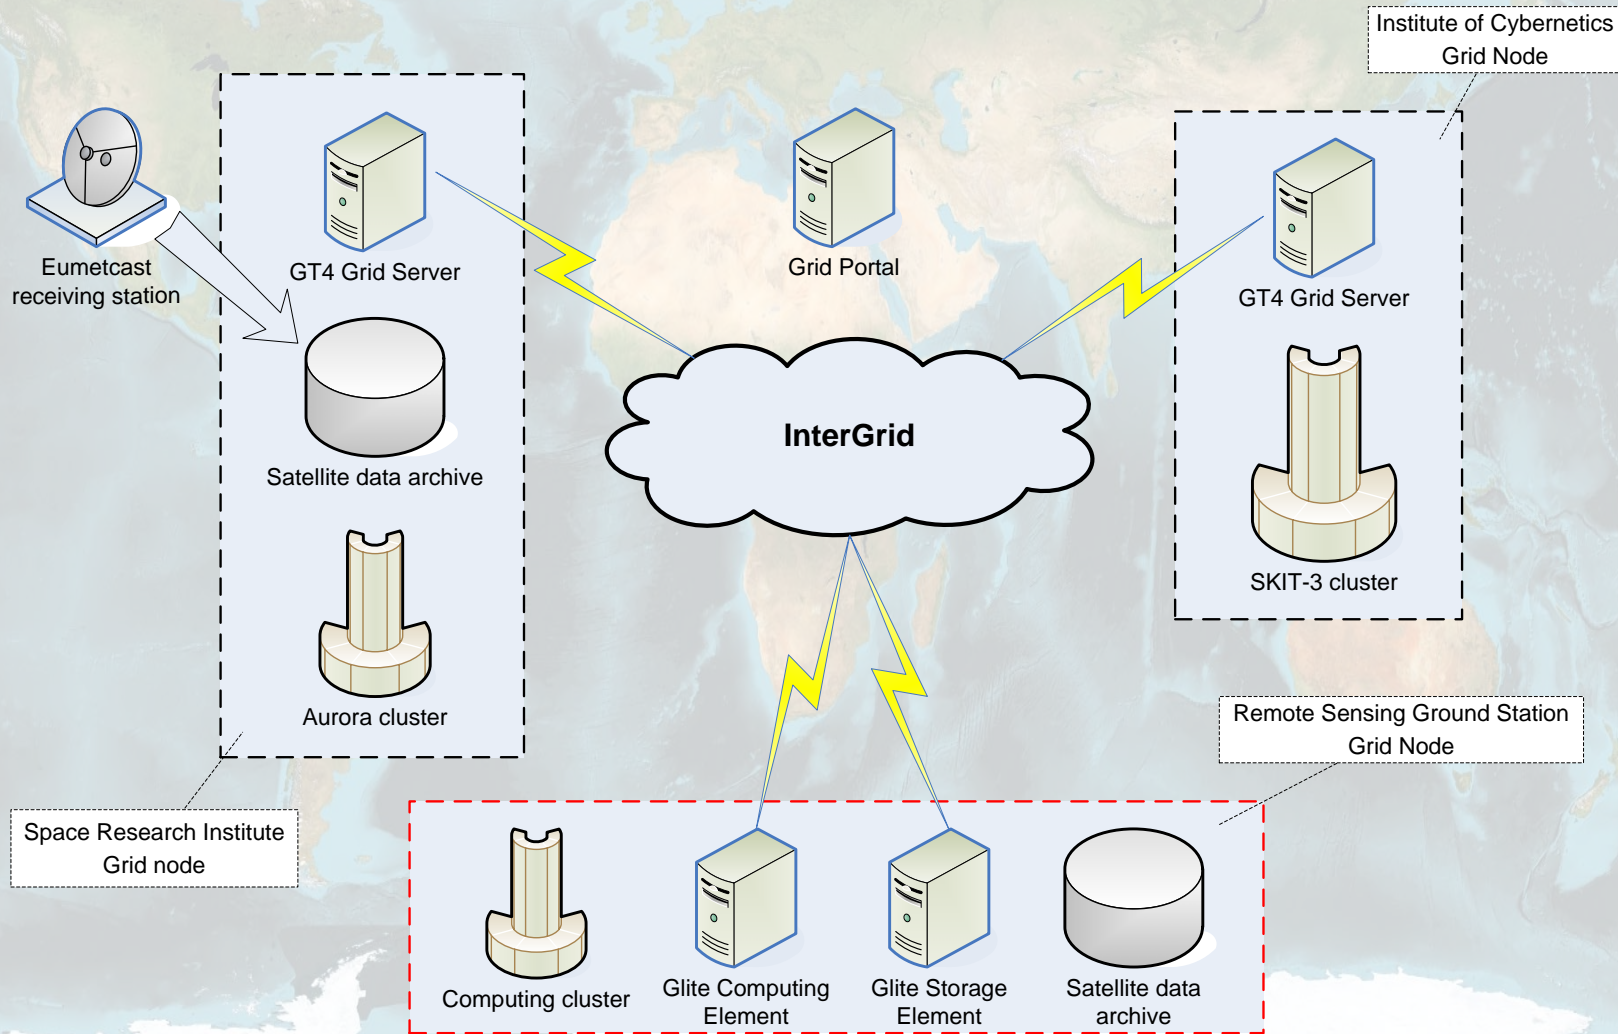 Institute of Cybernetics
Grid Node
Eumetcast
receiving station
GT4 Grid Server
Grid Portal
GT4 Grid Server
InterGrid
Satellite data archive
SKIT-3 cluster
Aurora cluster
Remote Sensing Ground Station
Grid Node
Space Research Institute
Grid node
Computing cluster
Glite Computing
Element
Glite Storage
Element
Satellite data
archive